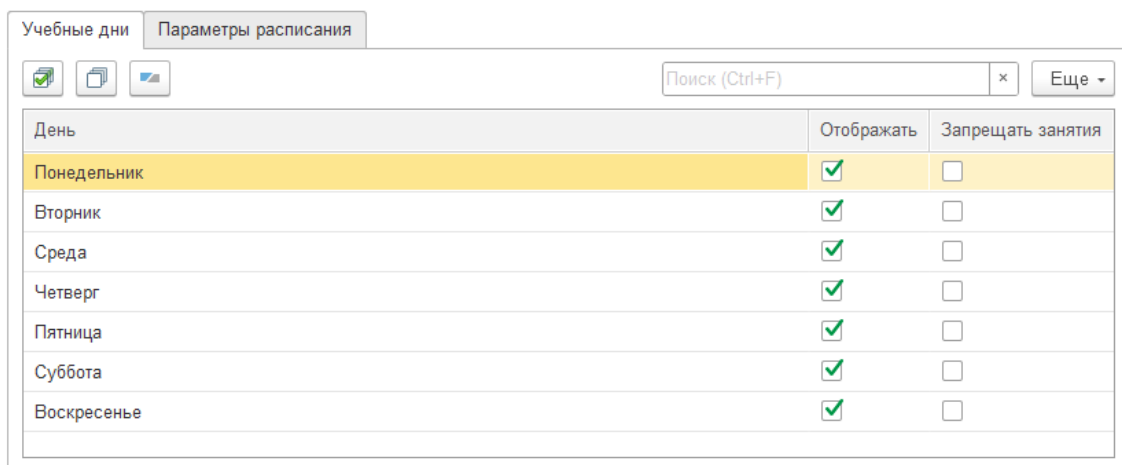 Учебные дни Параметры расписания
Поиск (Ctrl+F) × Еще
День Отображать Запрещать занятия
Понедельник
Вторник
Среда
Четверг
Пятница
Суббота
Воскресенье